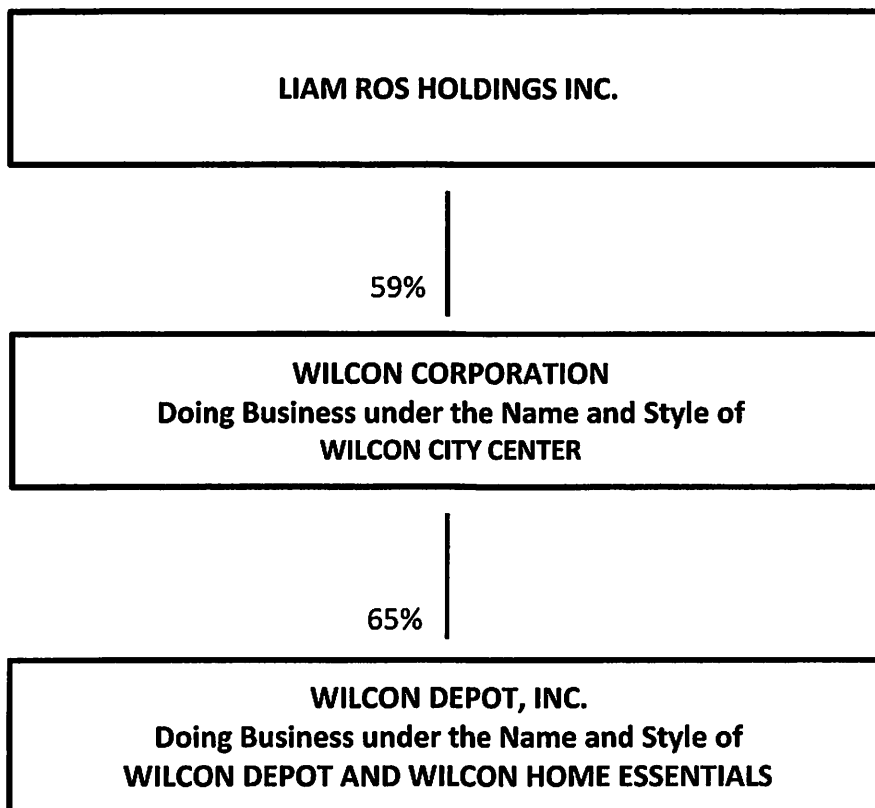 LIAM ROS HOLDINGS INC.
59%
WILCON CORPORATION
Doing Business under the Name and Style of
WILCON CITY CENTER
65%
WILCON DEPOT, INC.
Doing Business under the Name and Style of
WILCON DEPOT AND WILCON HOME ESSENTIALS